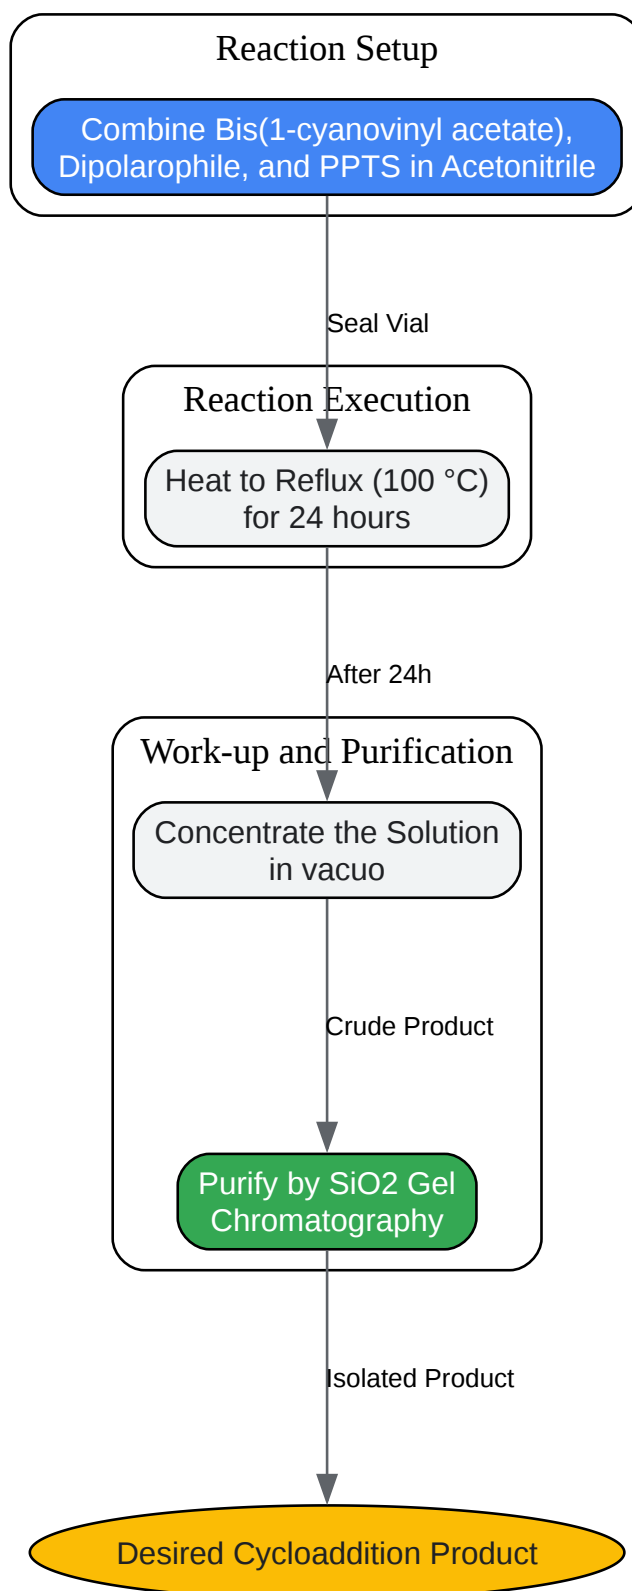 Reaction Setup
Combine Bis(1-cyanovinyl acetate),
Dipolarophile, and PPTS in Acetonitrile
Seal Vial
Reaction Execution
Heat to Reflux (100 °C)
for 24 hours
After 24h
Work-up and Purification
Concentrate the Solution
in vacuo
Crude Product
Purify by SiO2 Gel
Chromatography
Isolated Product
Desired Cycloaddition Product